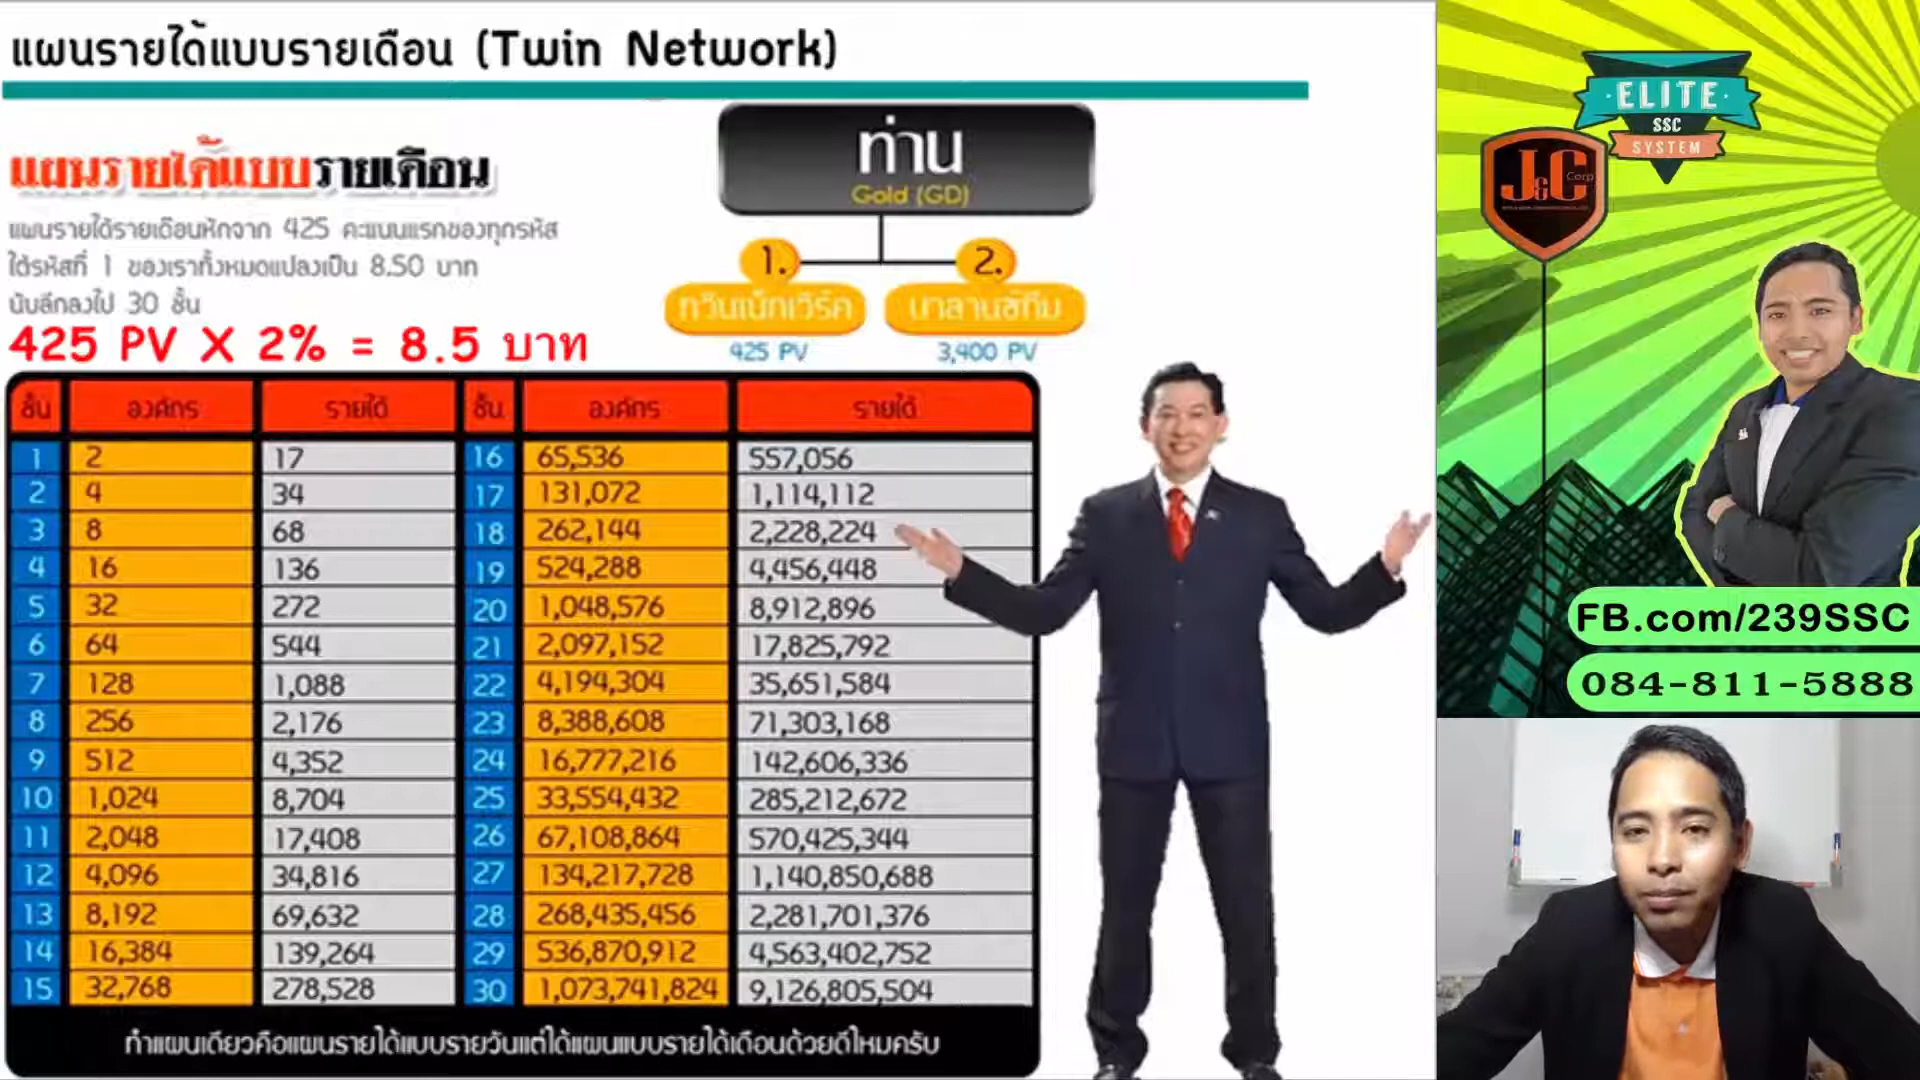 แผนรายได้แบบรายเดือน (Twin Network)
แผนรายได้แบบรายเดือน
แผนรายได้รายเดือนหักจาก 425 คะแนนแรกของทุกรหัส
ใต้รหัสที่ 1 ของเราทั้งหมดแปลงเป็น 8.50 บาท
นับลึกลงไป 30 ชั้น
425 PV X 2% = 8.5 บาท
ท่าน
Gold (GD)
1. 2.
ทวินเน็ทเวิร์ค บาลานซ์ทีม
425 PV 3,400 PV
ชั้น องค์กร รายได้ ชั้น องค์กร รายได้
1 2 17 16 65,536 557,056
2 4 34 17 131,072 1,114,112
3 8 68 18 262,144 2,228,224
4 16 136 19 524,288 4,456,448
5 32 272 20 1,048,576 8,912,896
6 64 544 21 2,097,152 17,825,792
7 128 1,088 22 4,194,304 35,651,584
8 256 2,176 23 8,388,608 71,303,168
9 512 4,352 24 16,777,216 142,606,336
10 1,024 8,704 25 33,554,432 285,212,672
11 2,048 17,408 26 67,108,864 570,425,344
12 4,096 34,816 27 134,217,728 1,140,850,688
13 8,192 69,632 28 268,435,456 2,281,701,376
14 16,384 139,264 29 536,870,912 4,563,402,752
15 32,768 278,528 30 1,073,741,824 9,126,805,504
ทำแผนเดียวคือแผนรายได้แบบรายวันแต่ได้แผนแบบรายได้เดือนด้วยดีไหมครับ
ELITE
SSC
SYSTEM
J&C
Corp
FB.com/239SSC
084-811-5888